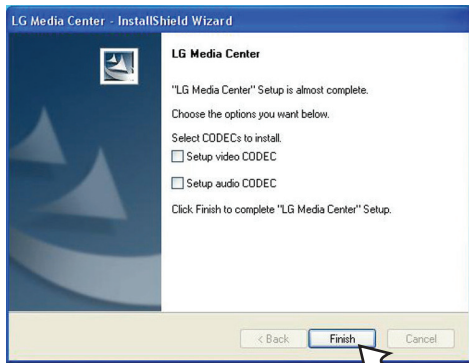 LG Media Center - InstallShield Wizard
LG Media Center
"LG Media Center" Setup is almost complete.
Choose the options you want below.
Select CODECs to install.
Setup video CODEC
Setup audio CODEC
Click Finish to complete "LG Media Center" Setup.
< Back Finish Cancel